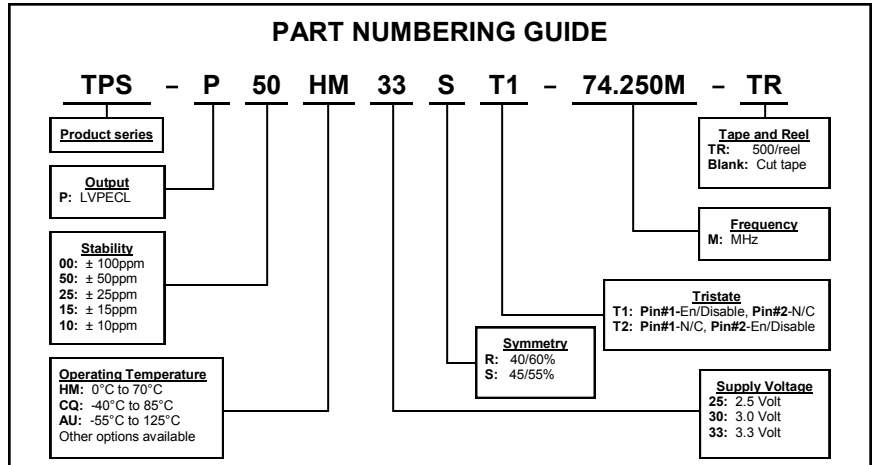 PART NUMBERING GUIDE
TPS – P 50 HM 33 S T1 – 74.250M – TR
Product series
Output
P: LVPECL
Stability
00: ± 100ppm
50: ± 50ppm
25: ± 25ppm
15: ± 15ppm
10: ± 10ppm
Operating Temperature
HM: 0°C to 70°C
CQ: -40°C to 85°C
AU: -55°C to 125°C
Other options available
Tape and Reel
TR: 500/reel
Blank: Cut tape
Frequency
M: MHz
Tristate
T1: Pin#1-En/Disable, Pin#2-N/C
T2: Pin#1-N/C, Pin#2-En/Disable
Symmetry
R: 40/60%
S: 45/55%
Supply Voltage
25: 2.5 Volt
30: 3.0 Volt
33: 3.3 Volt